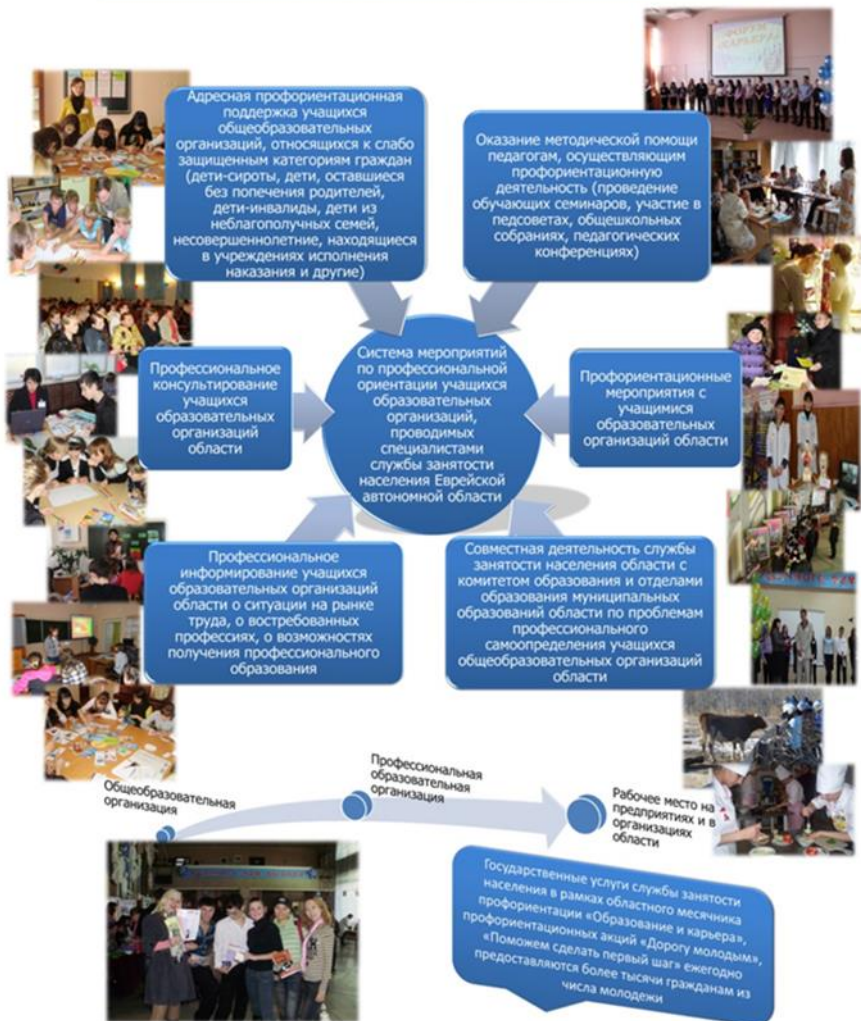 ФОРУМ
«КАРЬЕРА»
Адресная профориентационная
поддержка учащихся
общеобразовательных
организаций, относящихся к слабо
защищенным категориям граждан
(дети-сироты, дети, оставшиеся
без попечения родителей,
дети-инвалиды, дети из
неблагополучных семей,
несовершеннолетние, находящиеся
в учреждениях исполнения
наказания и другие)
Оказание методической помощи
педагогам, осуществляющим
профориентационную
деятельность (проведение
обучающих семинаров, участие в
педсоветах, общешкольных
собраниях, педагогических
конференциях)
Профессиональное
консультирование
учащихся
образовательных
организаций области
Система мероприятий
по профессиональной
ориентации учащихся
образовательных
организаций,
проводимых
специалистами
службы занятости
населения Еврейской
автономной области
Профориентационные
мероприятия с
учащимися
образовательных
организаций области
Профессиональное
информирование учащихся
образовательных организаций
области о ситуации на рынке
труда, о востребованных
профессиях, о возможностях
получения профессионального
образования
Совместная деятельность службы
занятости населения области с
комитетом образования и отделами
образования муниципальных
образований области по проблемам
профессионального
самоопределения учащихся
общеобразовательных организаций
области
Общеобразовательная
организация
Профессиональная
образовательная
организация
Рабочее место на
предприятиях и в
организациях
области
Государственные услуги службы занятости
населения в рамках областного месячника
профориентации «Образование и карьера»,
профориентационных акций «Дорогу молодым»,
«Поможем сделать первый шаг» ежегодно
предоставляются более тысячи гражданам из
числа молодежи